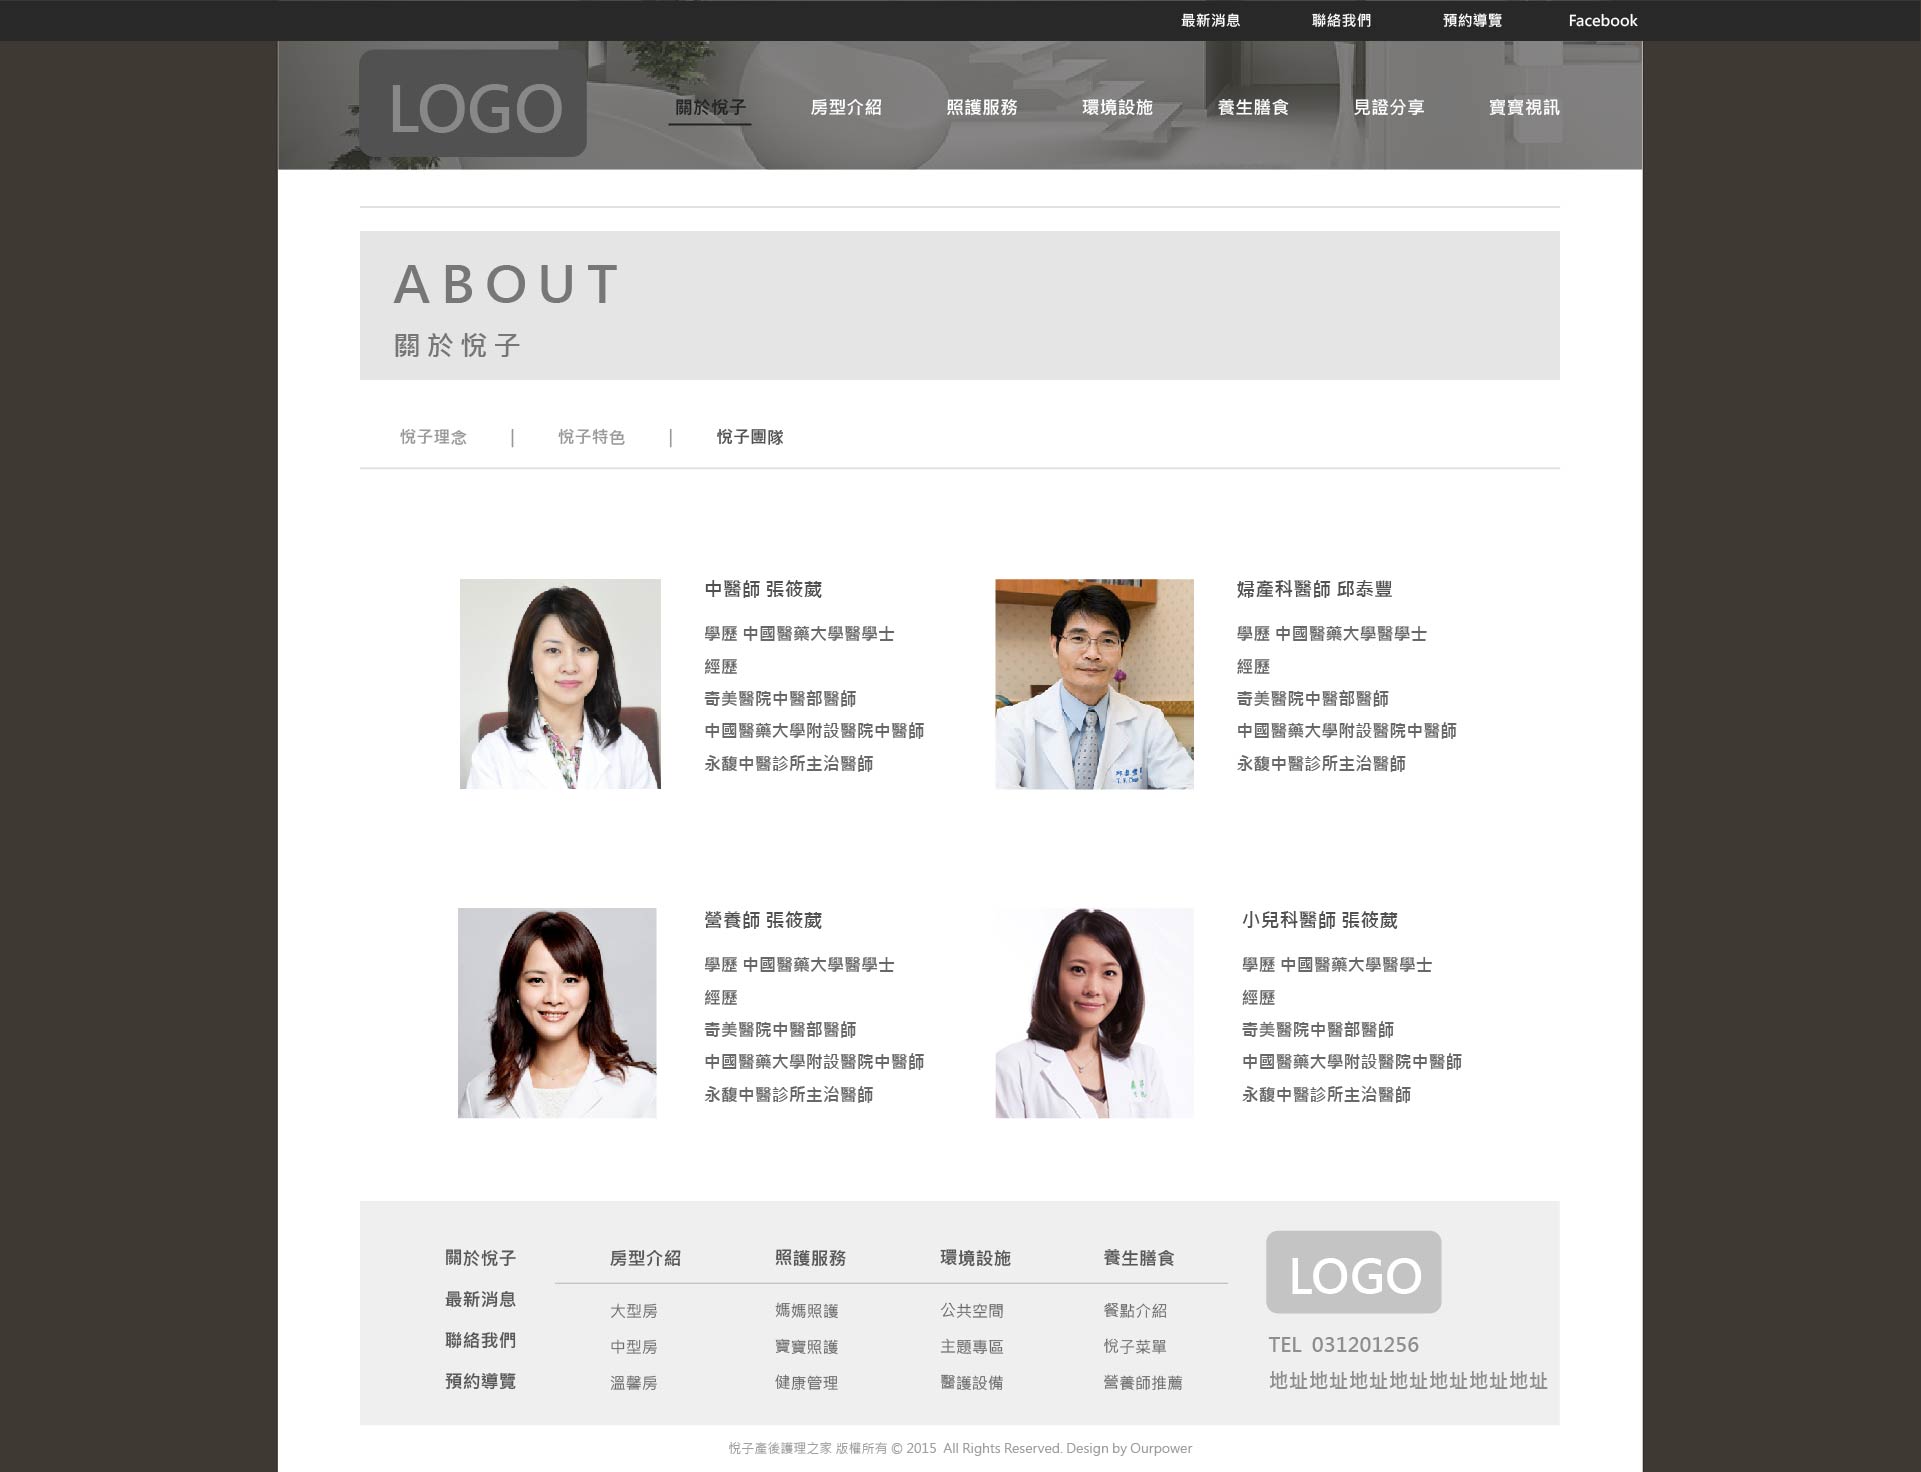 最新消息 聯絡我們 預約導覽 Facebook
LOGO
關於悅子 房型介紹 照護服務 環境設施 養生膳食 見證分享 寶寶視訊
ABOUT
關於悅子
悅子理念 | 悅子特色 | 悅子團隊
中醫師 張筱葳
學歷 中國醫藥大學醫學士
經歷
奇美醫院中醫部醫師
中國醫藥大學附設醫院中醫師
永馥中醫診所主治醫師
婦產科醫師 邱泰豐
學歷 中國醫藥大學醫學士
經歷
奇美醫院中醫部醫師
中國醫藥大學附設醫院中醫師
永馥中醫診所主治醫師
營養師 張筱葳
學歷 中國醫藥大學醫學士
經歷
奇美醫院中醫部醫師
中國醫藥大學附設醫院中醫師
永馥中醫診所主治醫師
小兒科醫師 張筱葳
學歷 中國醫藥大學醫學士
經歷
奇美醫院中醫部醫師
中國醫藥大學附設醫院中醫師
永馥中醫診所主治醫師
關於悅子
最新消息
聯絡我們
預約導覽
房型介紹
大型房
中型房
溫馨房
照護服務
媽媽照護
寶寶照護
健康管理
環境設施
公共空間
主題專區
醫護設備
養生膳食
餐點介紹
悅子菜單
營養師推薦
LOGO
TEL 031201256
地址地址地址地址地址地址地址
悅子產後護理之家 版權所有 © 2015 All Rights Reserved. Design by Ourpower